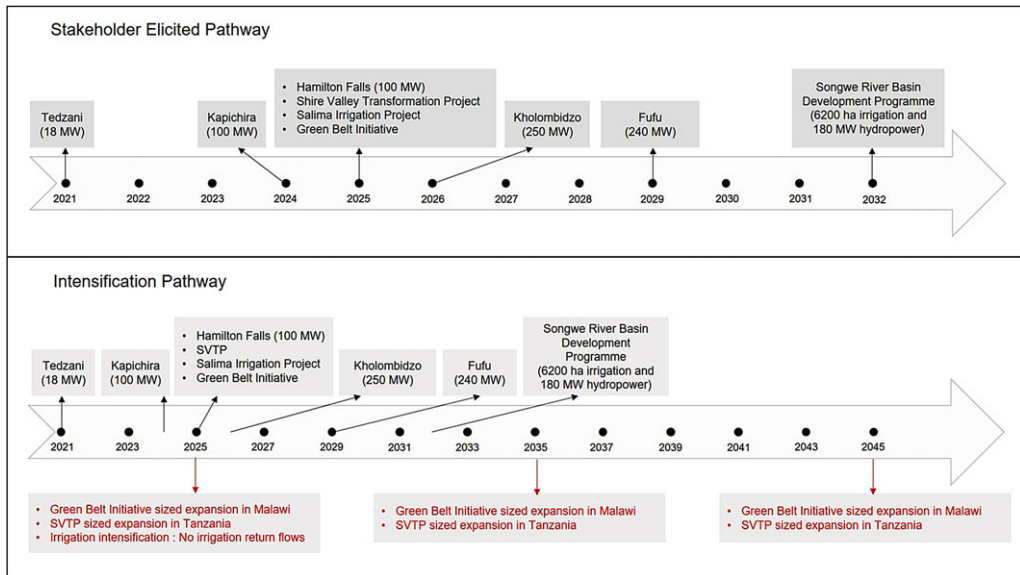 Stakeholder Elicited Pathway
Tedzani
(18 MW)
Kapichira
(100 MW)
• Hamilton Falls (100 MW)
• Shire Valley Transformation Project
• Salima Irrigation Project
• Green Belt Initiative
Kholombidzo
(250 MW)
Fufu
(240 MW)
Songwe River Basin
Development Programme
(6200 ha irrigation and
180 MW hydropower)
2021 2022 2023 2024 2025 2026 2027 2028 2029 2030 2031 2032
Intensification Pathway
Tedzani
(18 MW)
Kapichira
(100 MW)
• Hamilton Falls (100 MW)
• SVTP
• Salima Irrigation Project
• Green Belt Initiative
Kholombidzo
(250 MW)
Fufu
(240 MW)
Songwe River Basin
Development
Programme
(6200 ha irrigation and
180 MW hydropower)
2021 2023 2025 2027 2029 2031 2033 2035 2037 2039 2041 2043 2045
• Green Belt Initiative sized expansion in Malawi
• SVTP sized expansion in Tanzania
• Irrigation intensification : No irrigation return flows
• Green Belt Initiative sized expansion in Malawi
• SVTP sized expansion in Tanzania
• Green Belt Initiative sized expansion in Malawi
• SVTP sized expansion in Tanzania